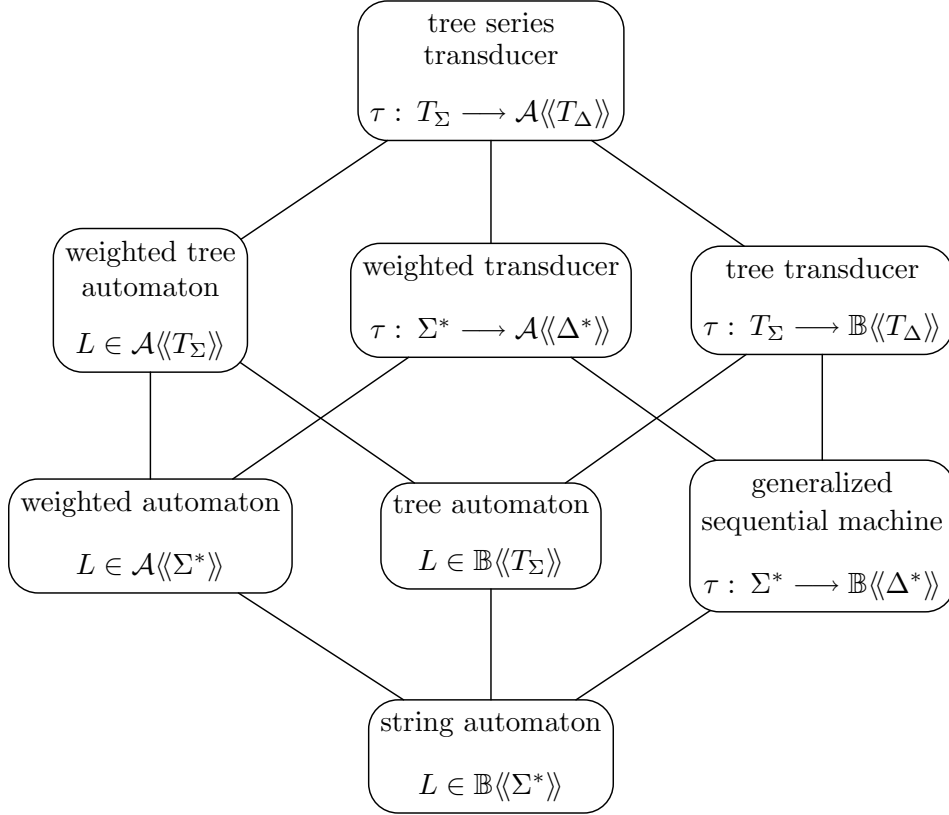 tree series
transducer
τ : T_Σ ⟶ 𝒜⟨⟨T_Δ⟩⟩
weighted tree
automaton
L ∈ 𝒜⟨⟨T_Σ⟩⟩
weighted transducer
τ : Σ* ⟶ 𝒜⟨⟨Δ*⟩⟩
tree transducer
τ : T_Σ ⟶ 𝔹⟨⟨T_Δ⟩⟩
weighted automaton
L ∈ 𝒜⟨⟨Σ*⟩⟩
tree automaton
L ∈ 𝔹⟨⟨T_Σ⟩⟩
generalized
sequential machine
τ : Σ* ⟶ 𝔹⟨⟨Δ*⟩⟩
string automaton
L ∈ 𝔹⟨⟨Σ*⟩⟩